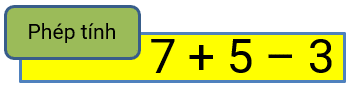 Phép tính
7 + 5 – 3